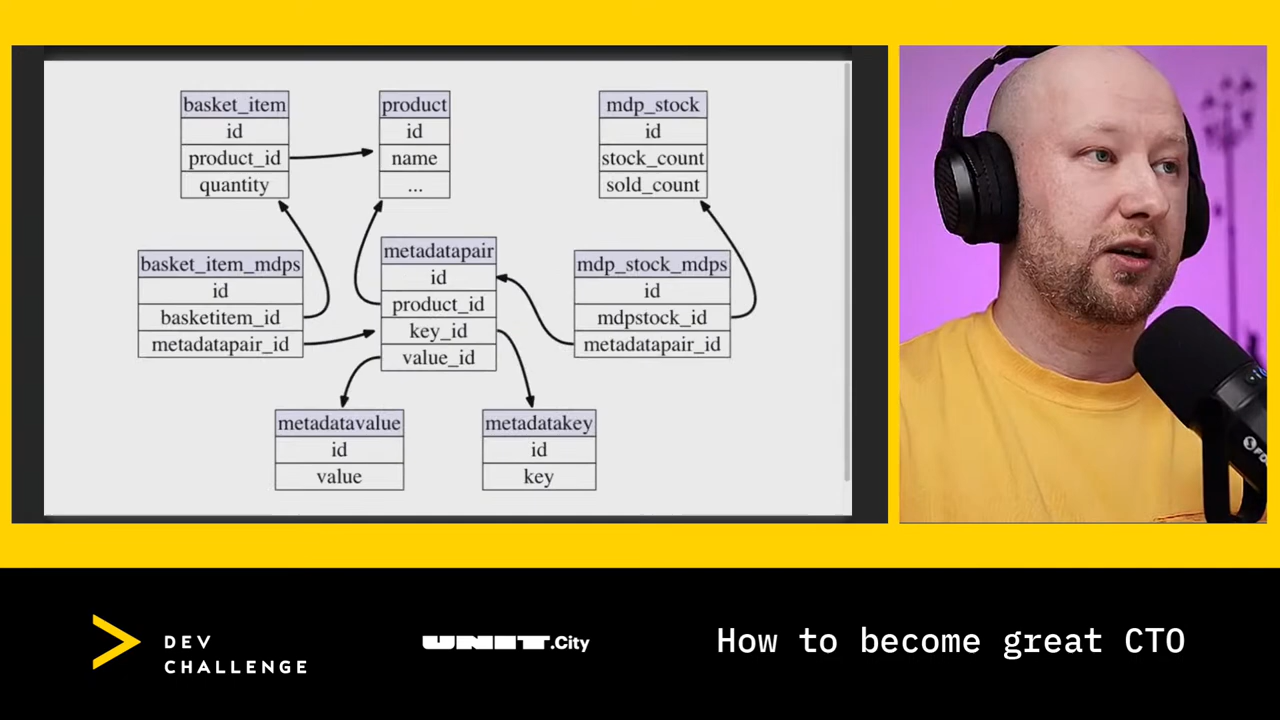 basket_item
id
product_id
quantity
product
id
name
...
mdp_stock
id
stock_count
sold_count
basket_item_mdps
id
basketitem_id
metadatapair_id
metadatapair
id
product_id
key_id
value_id
mdp_stock_mdps
id
mdpstock_id
metadatapair_id
metadatavalue
id
value
metadatakey
id
key
DEV
CHALLENGE
UNIT.City
How to become great CTO